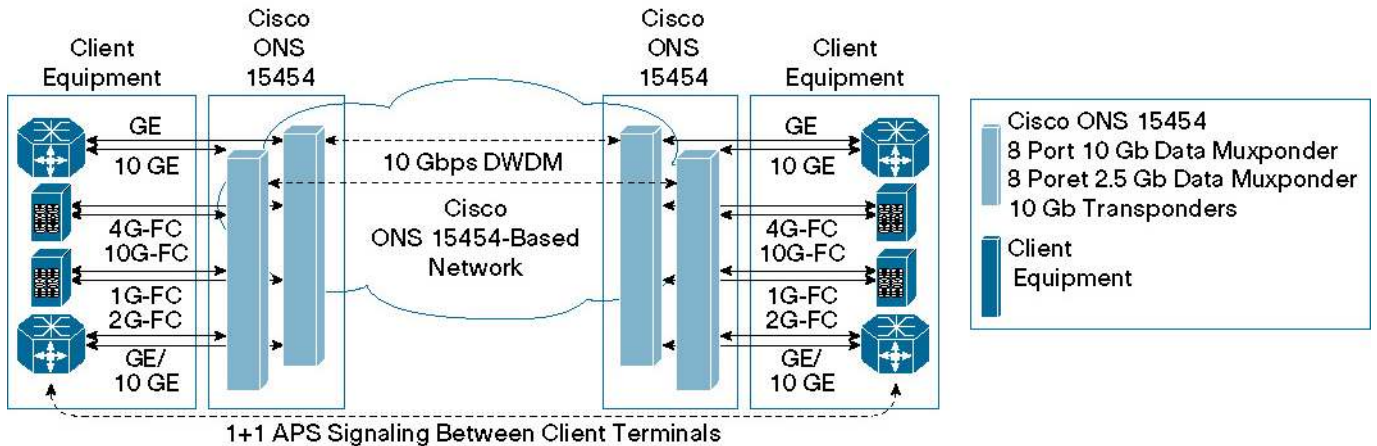 Cisco
ONS
15454
Client
Equipment
Cisco
ONS
15454
Client
Equipment
GE
10 GE
4G-FC
10G-FC
1G-FC
2G-FC
GE/
10 GE
10 Gbps DWDM
Cisco
ONS 15454-Based
Network
GE
10 GE
4G-FC
10G-FC
1G-FC
2G-FC
GE/
10 GE
1+1 APS Signaling Between Client Terminals
Cisco ONS 15454
8 Port 10 Gb Data Muxponder
8 Poret 2.5 Gb Data Muxponder
10 Gb Transponders
Client
Equipment